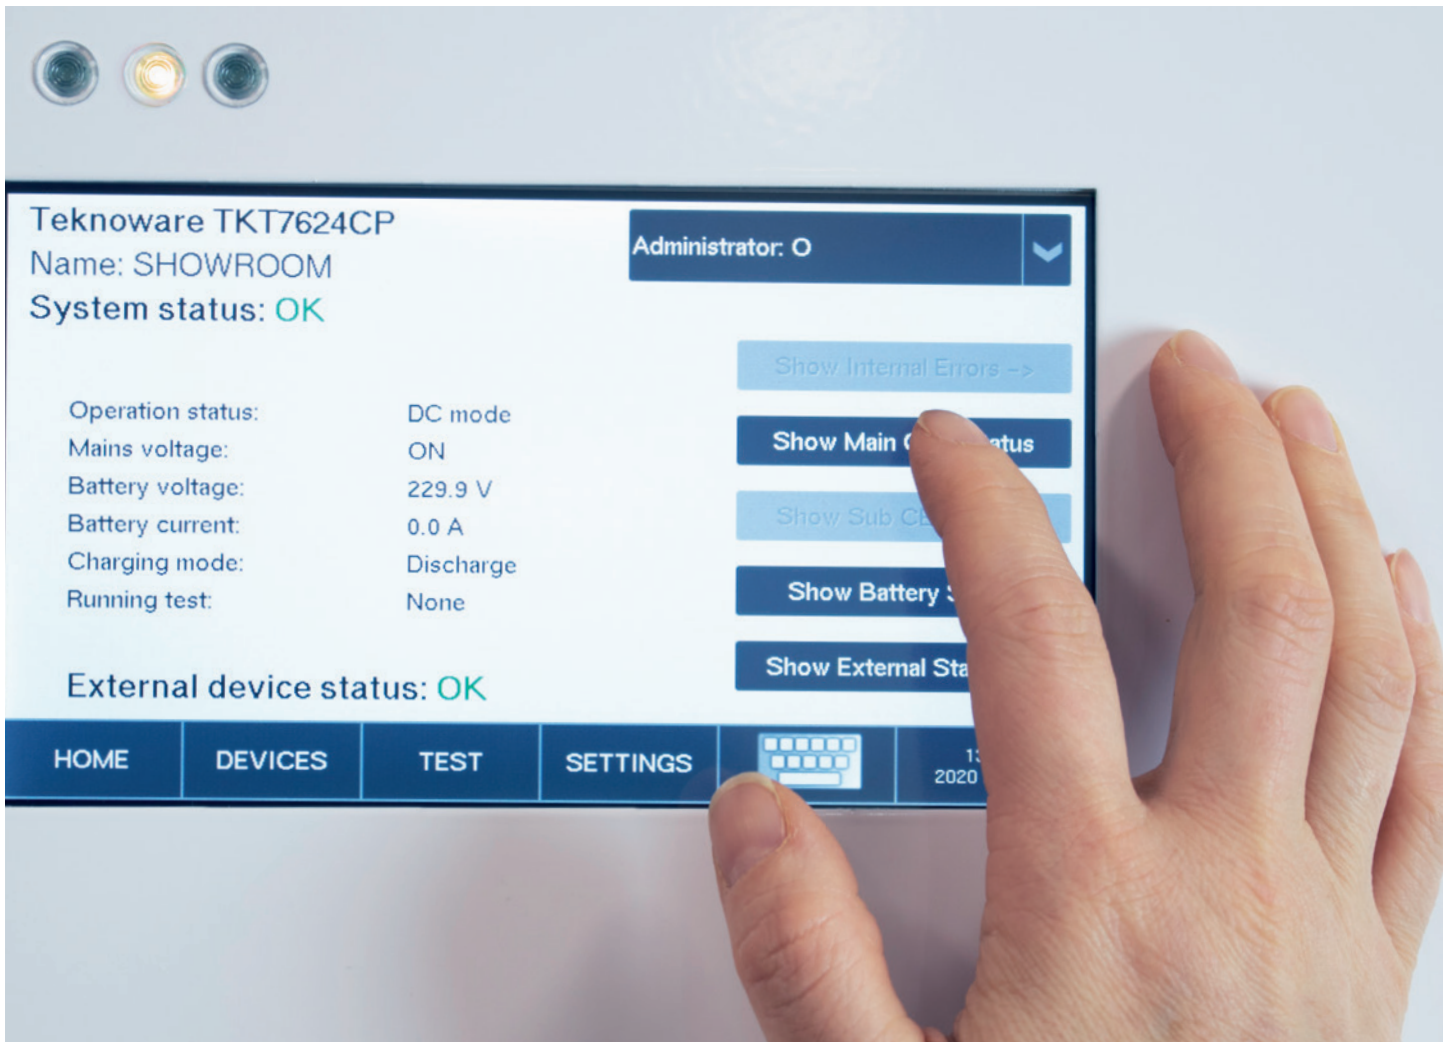 Teknoware TKT7624CP
Name: SHOWROOM
System status: OK
Administrator: O
Show Internal Errors ->
Operation status: DC mode
Mains voltage: ON
Battery voltage: 229.9 V
Battery current: 0.0 A
Charging mode: Discharge
Running test: None
External device status: OK
Show Main
Show Sub
Show Battery
Show External
HOME DEVICES TEST SETTINGS
2020